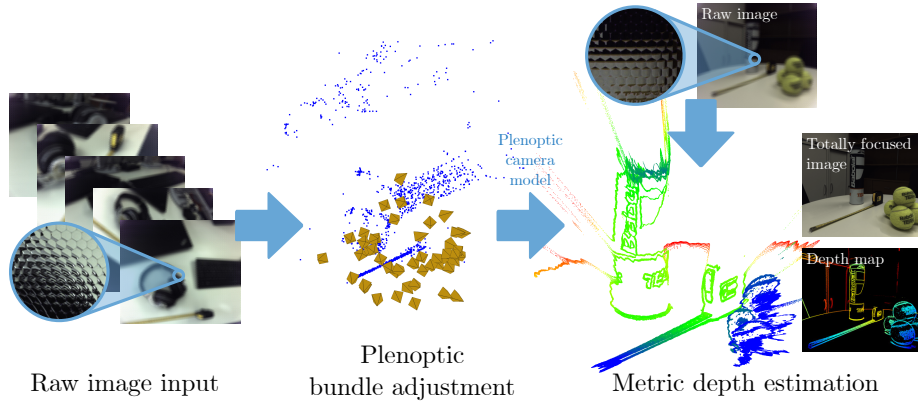 Raw image
Plenoptic
camera
model
Totally focused
image
Depth map
Raw image input
Plenoptic
bundle adjustment
Metric depth estimation